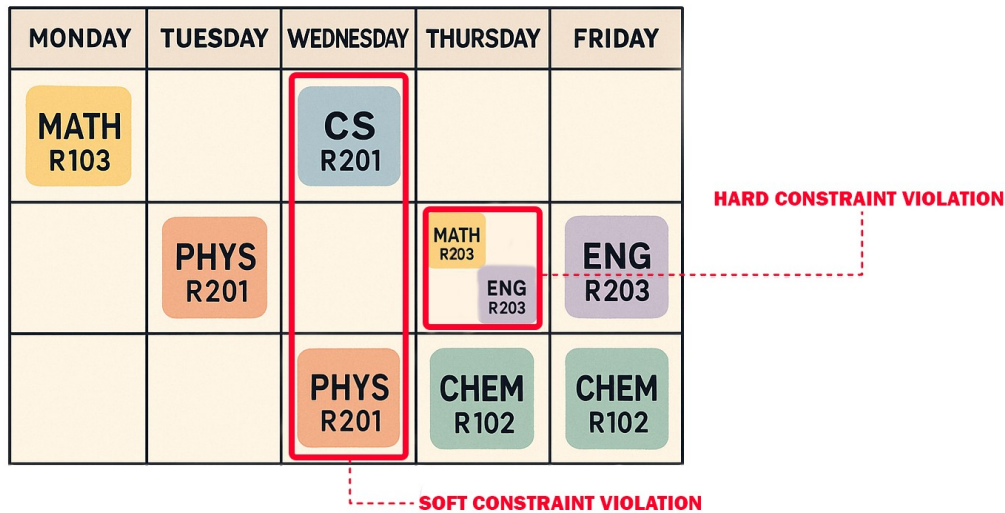 MONDAY TUESDAY WEDNESDAY THURSDAY FRIDAY
MATH
R103
CS
R201
HARD CONSTRAINT VIOLATION
PHYS
R201
MATH
R203
ENG
R203
ENG
R203
PHYS
R201
CHEM
R102
CHEM
R102
SOFT CONSTRAINT VIOLATION